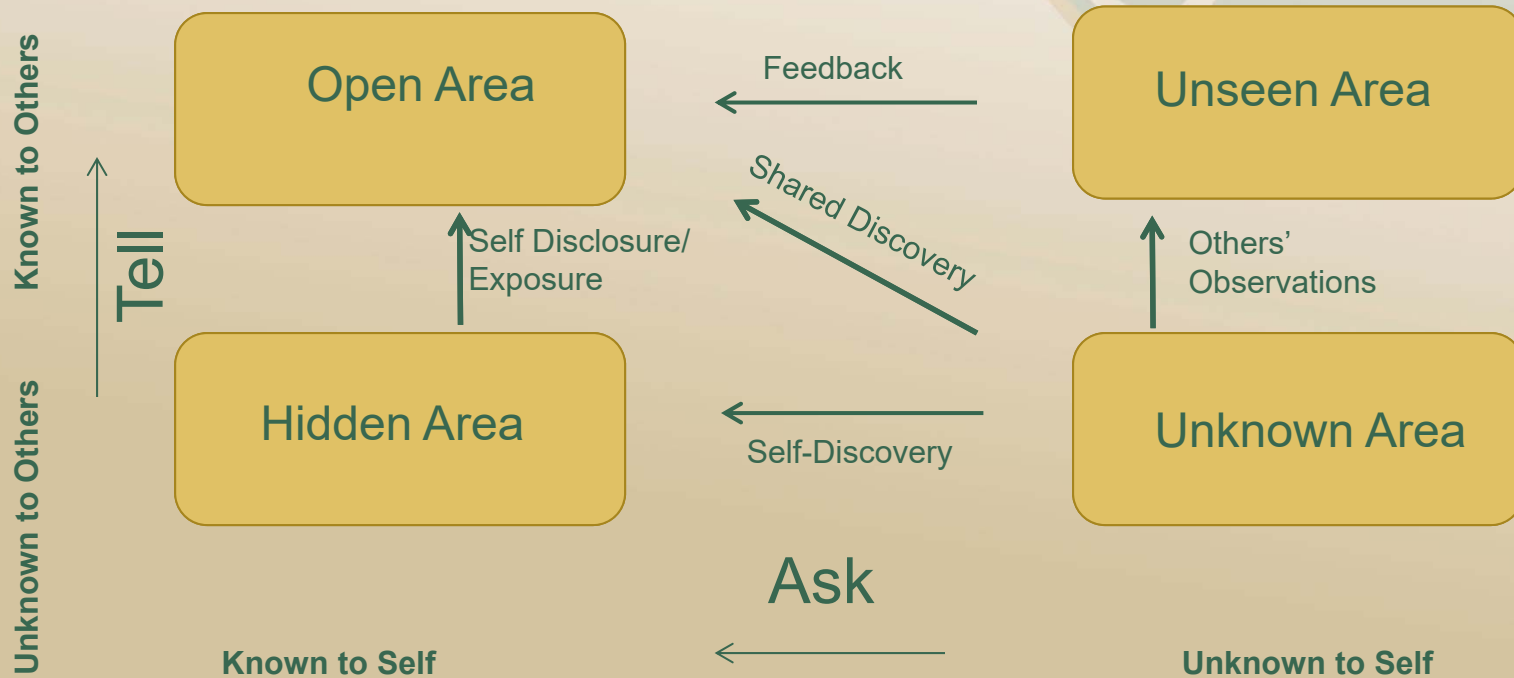 Known to Others
Open Area
Feedback
Unseen Area
Tell
Self Disclosure/
Exposure
Shared Discovery
Others’
Observations
Unknown to Others
Hidden Area
Self-Discovery
Unknown Area
Ask
Known to Self
Unknown to Self